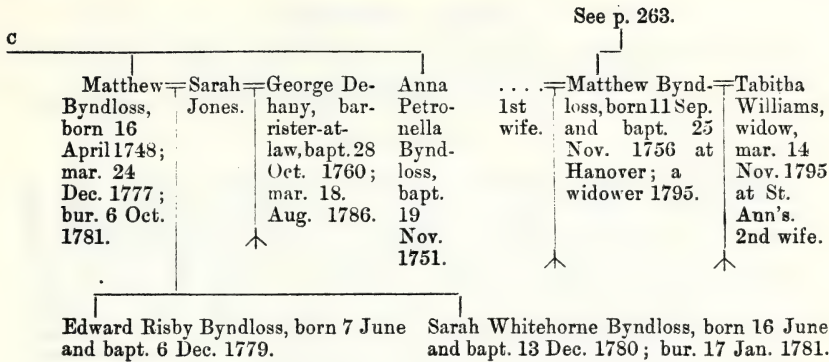 See p. 263.
C
Matthew=Sarah=George De-
Byndloss, Jones. hany, bar-
born 16 rister-at-
April 1748; law, bapt. 28
mar. 24 Oct. 1760;
Dec. 1777; mar. 18.
bur. 6 Oct. Aug. 1786.
1781.
Anna
Petro-
nella
Bynd-
loss,
bapt.
19
Nov.
1751.
. . . .=Matthew Bynd-=Tabitha
1st loss, born 11 Sep. Williams,
wife. and bapt. 25 widow,
Nov. 1756 at mar. 14
Hanover; a Nov. 1795
widower 1795. at St.
Ann's.
2nd wife.
Edward Risby Byndloss, born 7 June
and bapt. 6 Dec. 1779.
Sarah Whitehorne Byndloss, born 16 June
and bapt. 13 Dec. 1780; bur. 17 Jan. 1781.